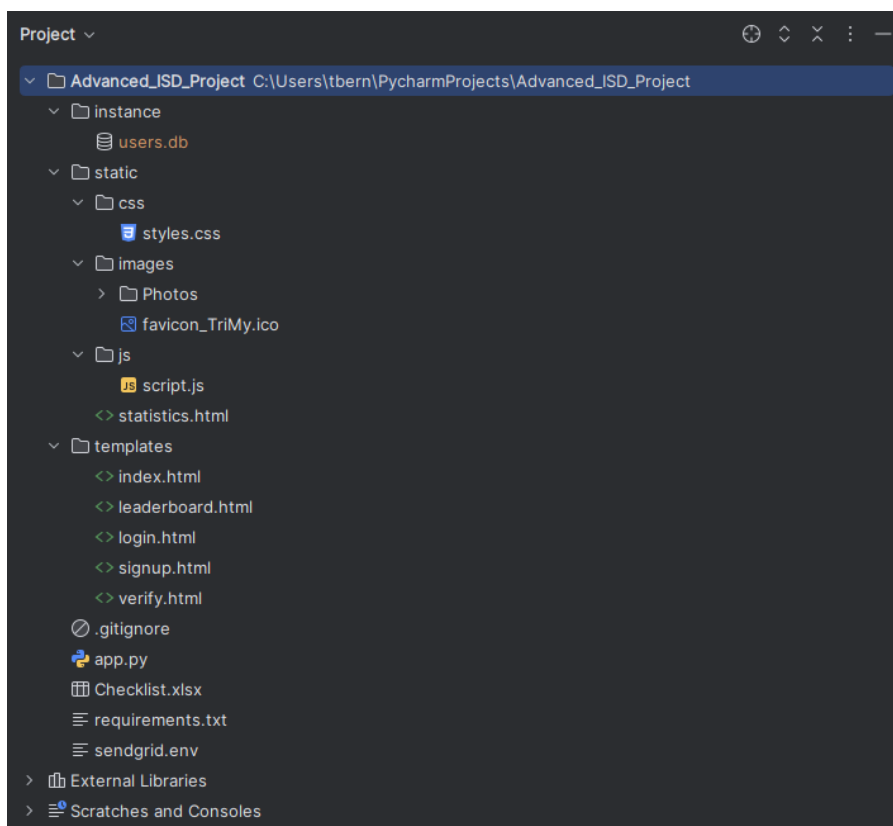 Project
Advanced_ISD_Project C:\Users\tbern\PycharmProjects\Advanced_ISD_Project
instance
users.db
static
css
styles.css
images
Photos
favicon_TriMy.ico
js
JS script.js
<> statistics.html
templates
<> index.html
<> leaderboard.html
<> login.html
<> signup.html
<> verify.html
.gitignore
app.py
Checklist.xlsx
requirements.txt
sendgrid.env
External Libraries
Scratches and Consoles